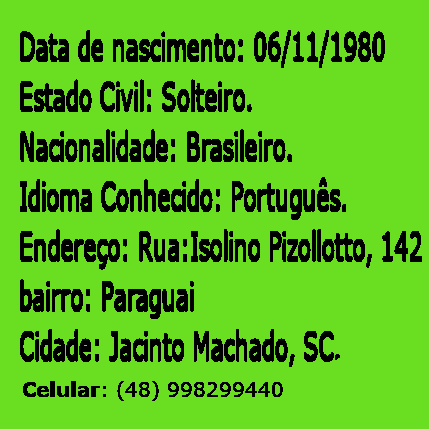 Data de nascimento: 06/11/1980
Estado Civil: Solteiro.
Nacionalidade: Brasileiro.
Idioma Conhecido: Português.
Endereço: Rua:Isolino Pizollotto, 142
bairro: Paraguai
Cidade: Jacinto Machado, SC.
Celular: (48) 998299440